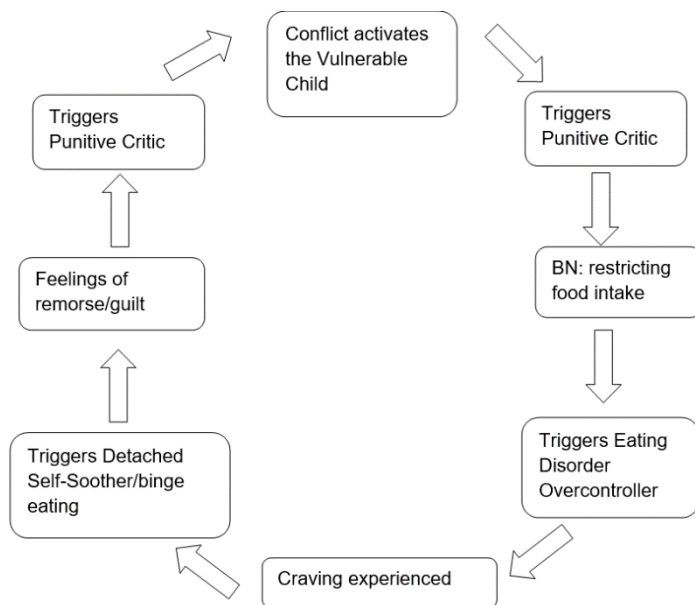 Conflict activates
the Vulnerable
Child
Triggers
Punitive Critic
BN: restricting
food intake
Triggers Eating
Disorder
Overcontroller
Craving experienced
Triggers Detached
Self-Soother/binge
eating
Feelings of
remorse/guilt
Triggers
Punitive Critic